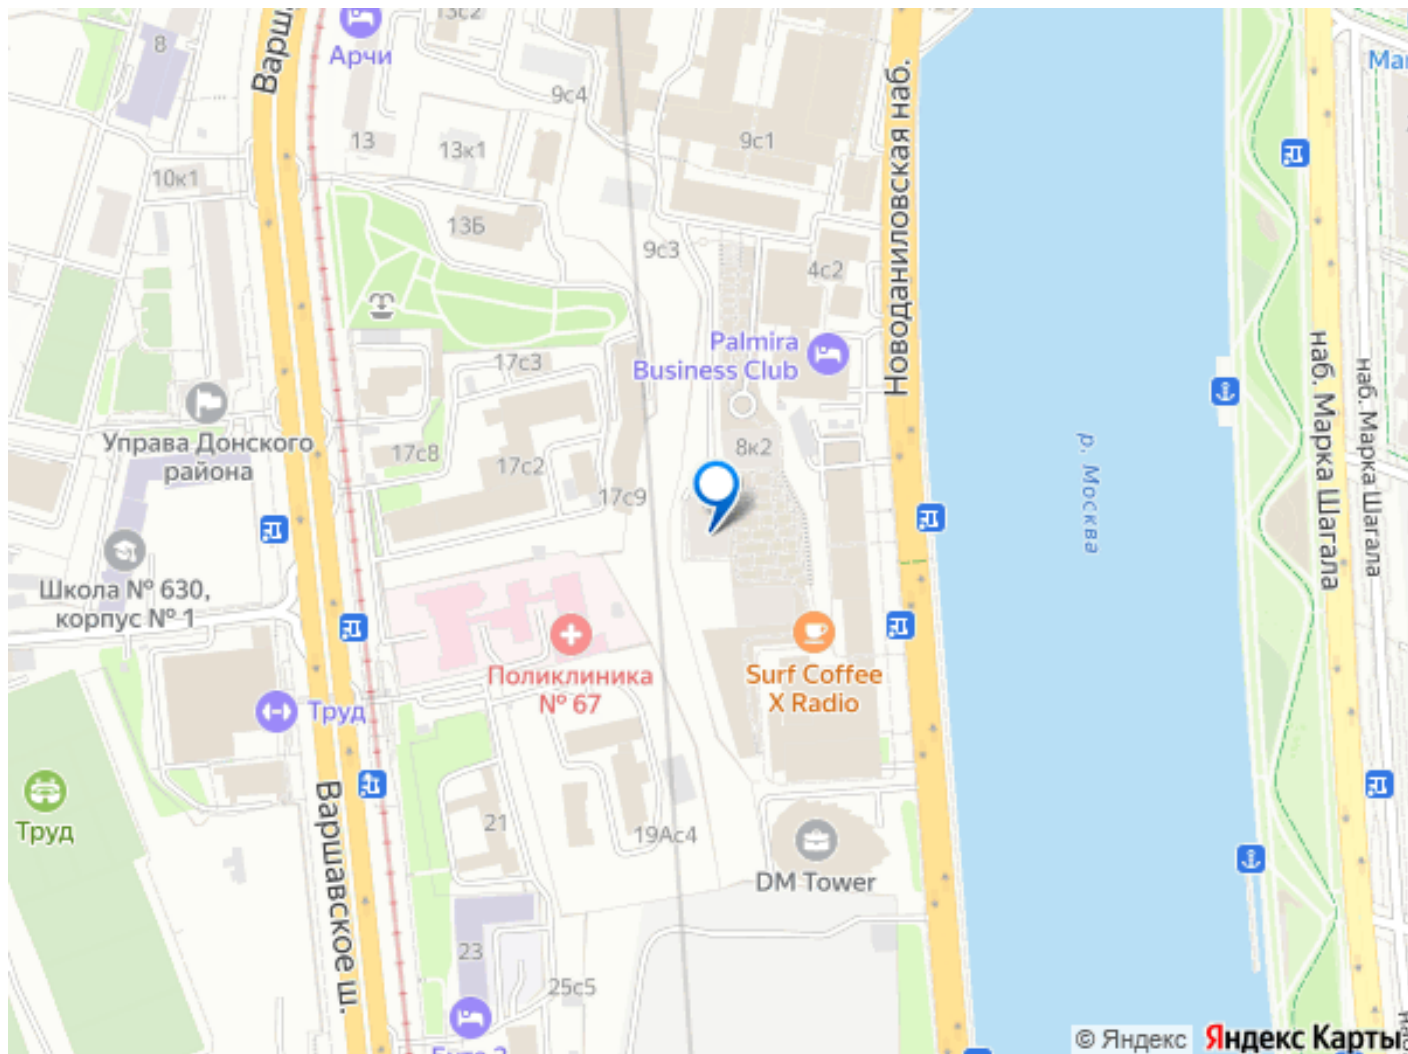 13с2
8
Варш
Арчи
9с4
Новоданиловская наб.
13
13к1
9с1
10к1
13Б
9с3
4с2
Palmira
Business Club
17с3
наб. Марка Шагала
наб. Марка Шагала
Управа Донского
района
17с8
17с2
8к2
17с9
р. Москва
Школа № 630,
корпус № 1
Поликлиника
№ 67
Surf Coffee
X Radio
Труд
Труд
Варшавское ш.
21
19Ас4
DM Tower
23
25с5
© Яндекс
Яндекс Карты